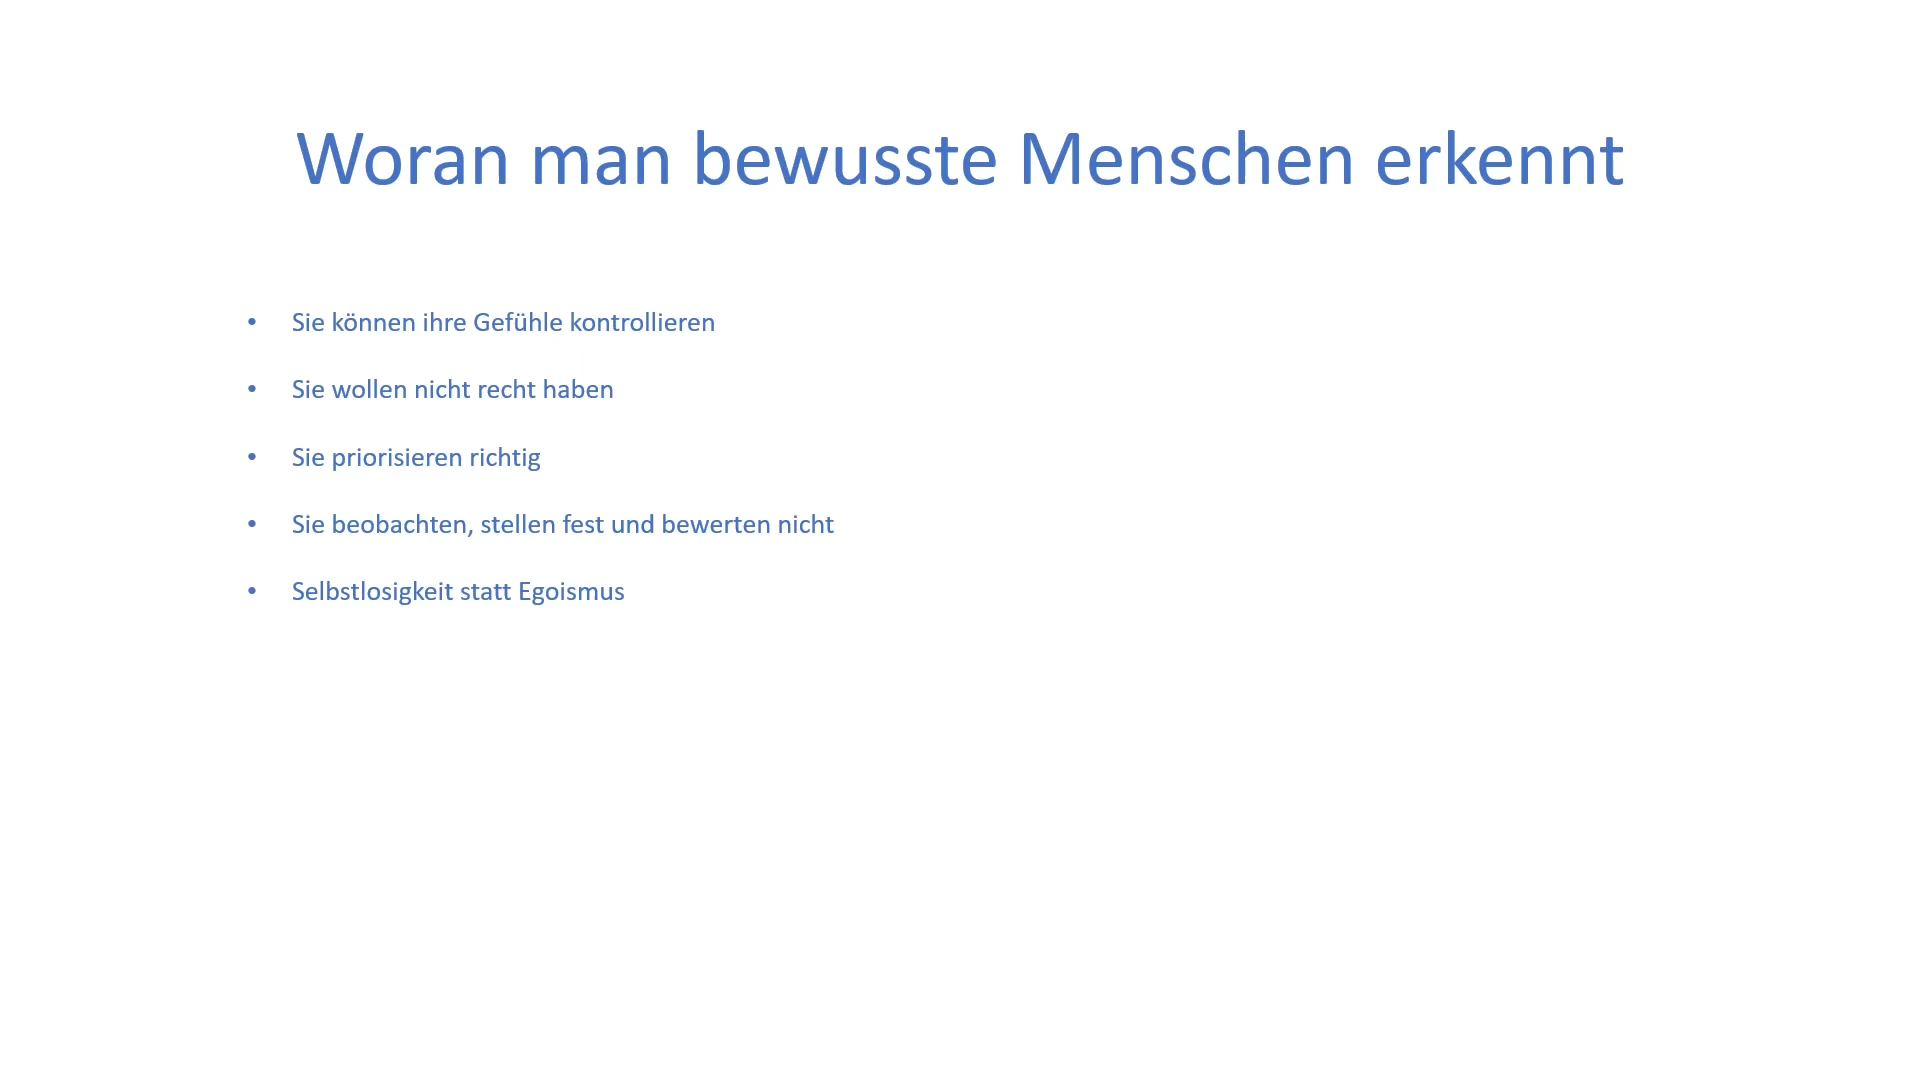 Woran man bewusste Menschen erkennt
• Sie können ihre Gefühle kontrollieren
• Sie wollen nicht recht haben
• Sie priorisieren richtig
• Sie beobachten, stellen fest und bewerten nicht
• Selbstlosigkeit statt Egoismus